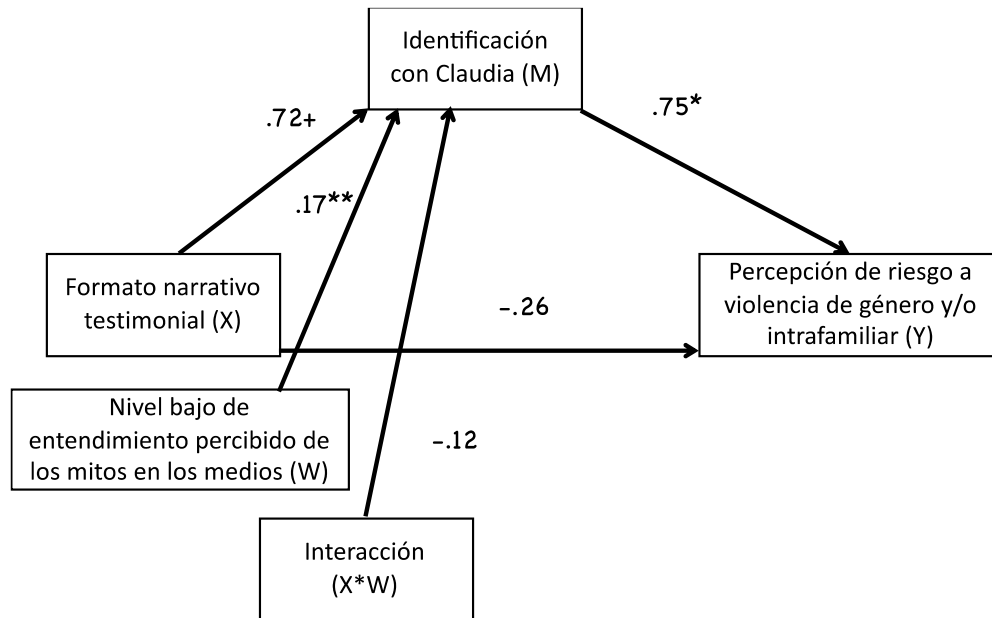 Identificación
con Claudia (M)
.72+
.75*
.17**
Formato narrativo
testimonial (X)
-.26
Percepción de riesgo a
violencia de género y/o
intrafamiliar (Y)
Nivel bajo de
entendimiento percibido de
los mitos en los medios (W)
-.12
Interacción
(X*W)